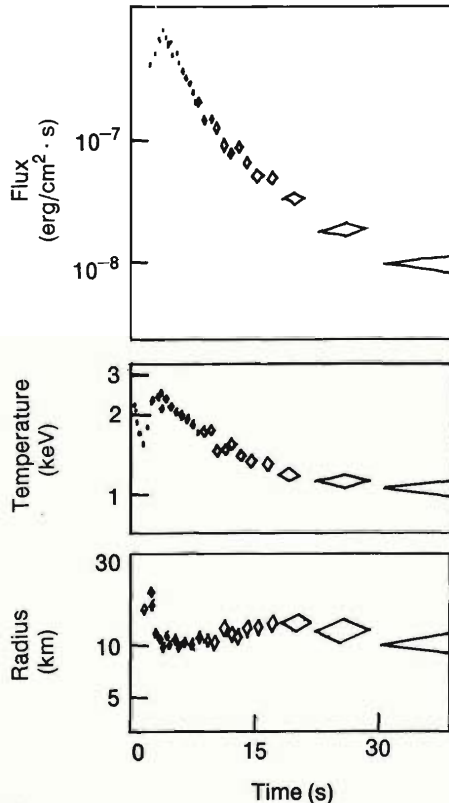 Flux
(erg/cm² · s)
10⁻⁷
10⁻⁸
Temperature
(keV)
3
2
1
Radius
(km)
30
10
5
0 15 30
Time (s)